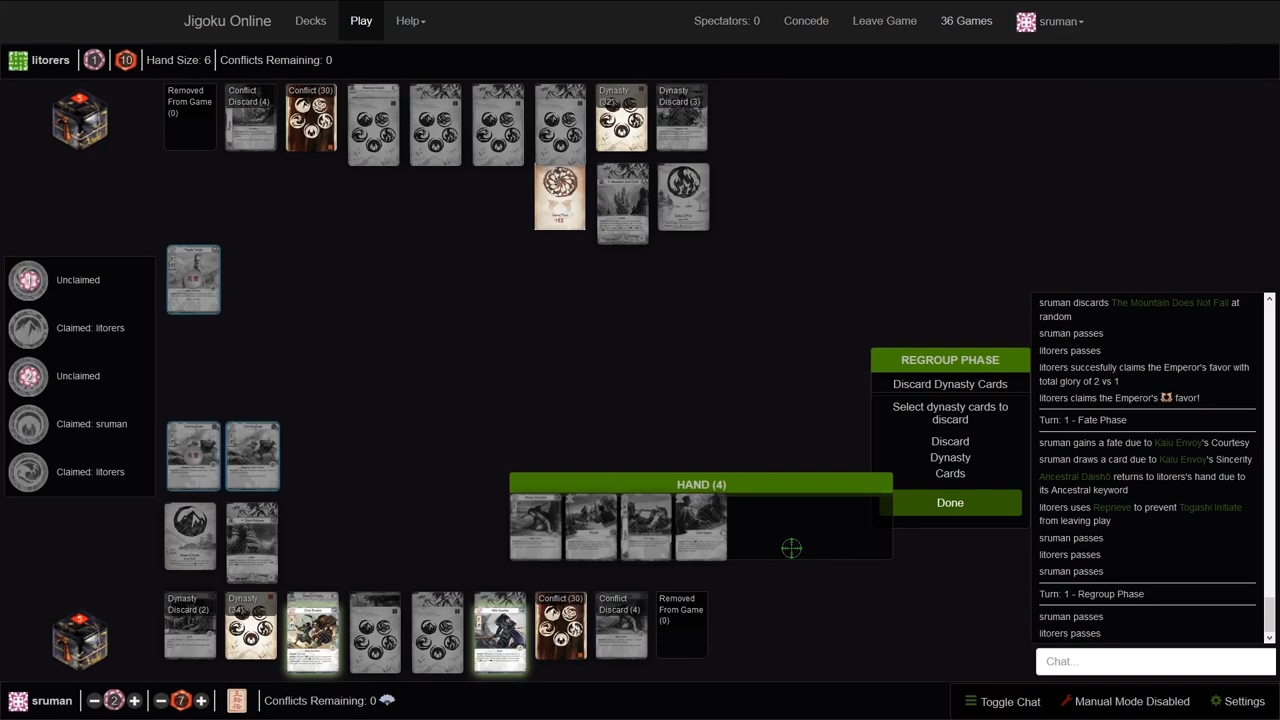 Jigoku Online
Decks
Play
Help
Spectators: 0
Concede
Leave Game
36 Games
sruman
litorers
1
10
Hand Size: 6
Conflicts Remaining: 0
5
Removed
From Game
(0)
Conflict
Discard (4)
Conflict (30)
Dynasty
(32)
Dynasty
Discard (3)
1
Unclaimed
Claimed: litorers
2
Unclaimed
Claimed: sruman
Claimed: litorers
REGROUP PHASE
Discard Dynasty Cards
Select dynasty cards to
discard
Discard
Dynasty
Cards
Done
HAND (4)
sruman discards The Mountain Does Not Fall at
random
sruman passes
litorers passes
litorers succesfully claims the Emperor's favor with
total glory of 2 vs 1
litorers claims the Emperor's favor!
Turn: 1 - Fate Phase
sruman gains a fate due to Kaiu Envoy's Courtesy
sruman draws a card due to Kaiu Envoy's Sincerity
Ancestral Daishō returns to litorers's hand due to
its Ancestral keyword
litorers uses Reprieve to prevent Togashi Initiate
from leaving play
sruman passes
litorers passes
sruman passes
Turn: 1 - Regroup Phase
sruman passes
litorers passes
Chat...
5
Dynasty
Discard (2)
Dynasty
(34)
Conflict (30)
Conflict
Discard (4)
Removed
From Game
(0)
sruman
2
7
Conflicts Remaining: 0
Toggle Chat
Manual Mode Disabled
Settings